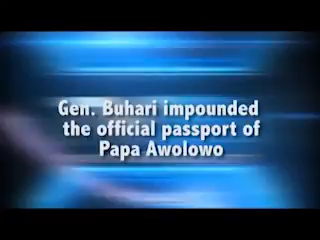 Gen. Buhari impounded
the official passport of
Papa Awolowo